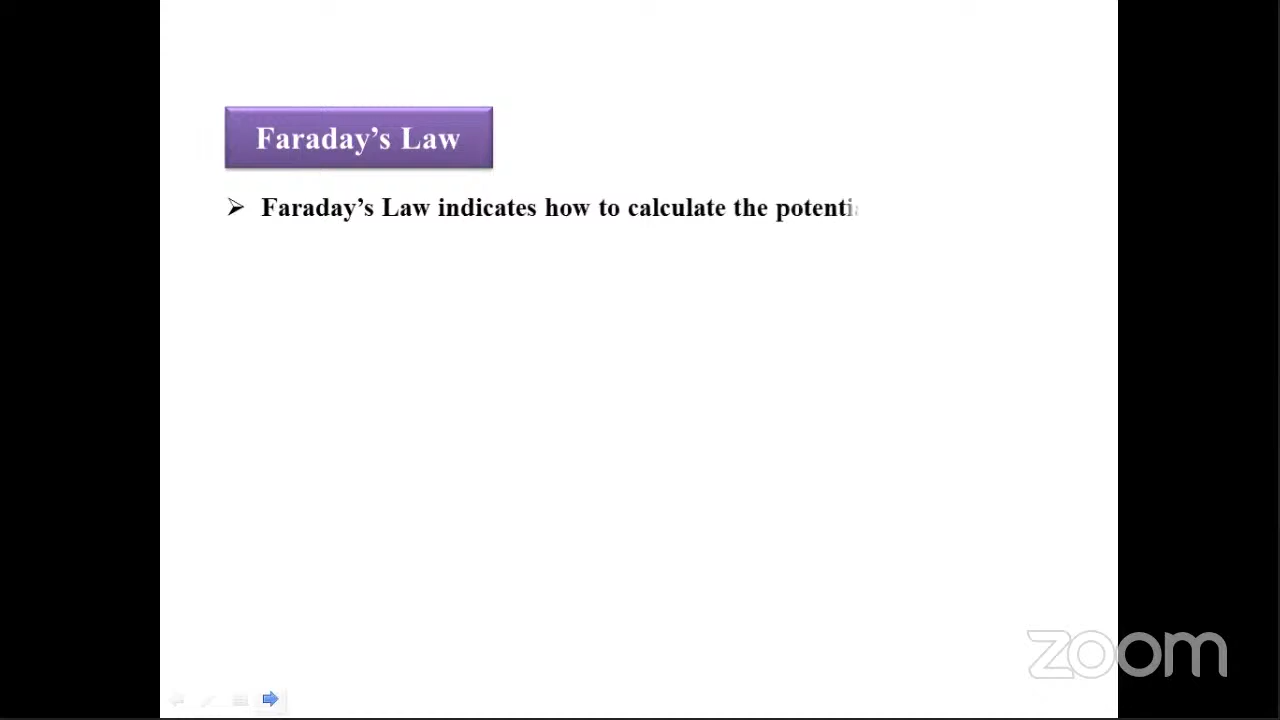 Faraday’s Law
➢ Faraday’s Law indicates how to calculate the potenti
zoom